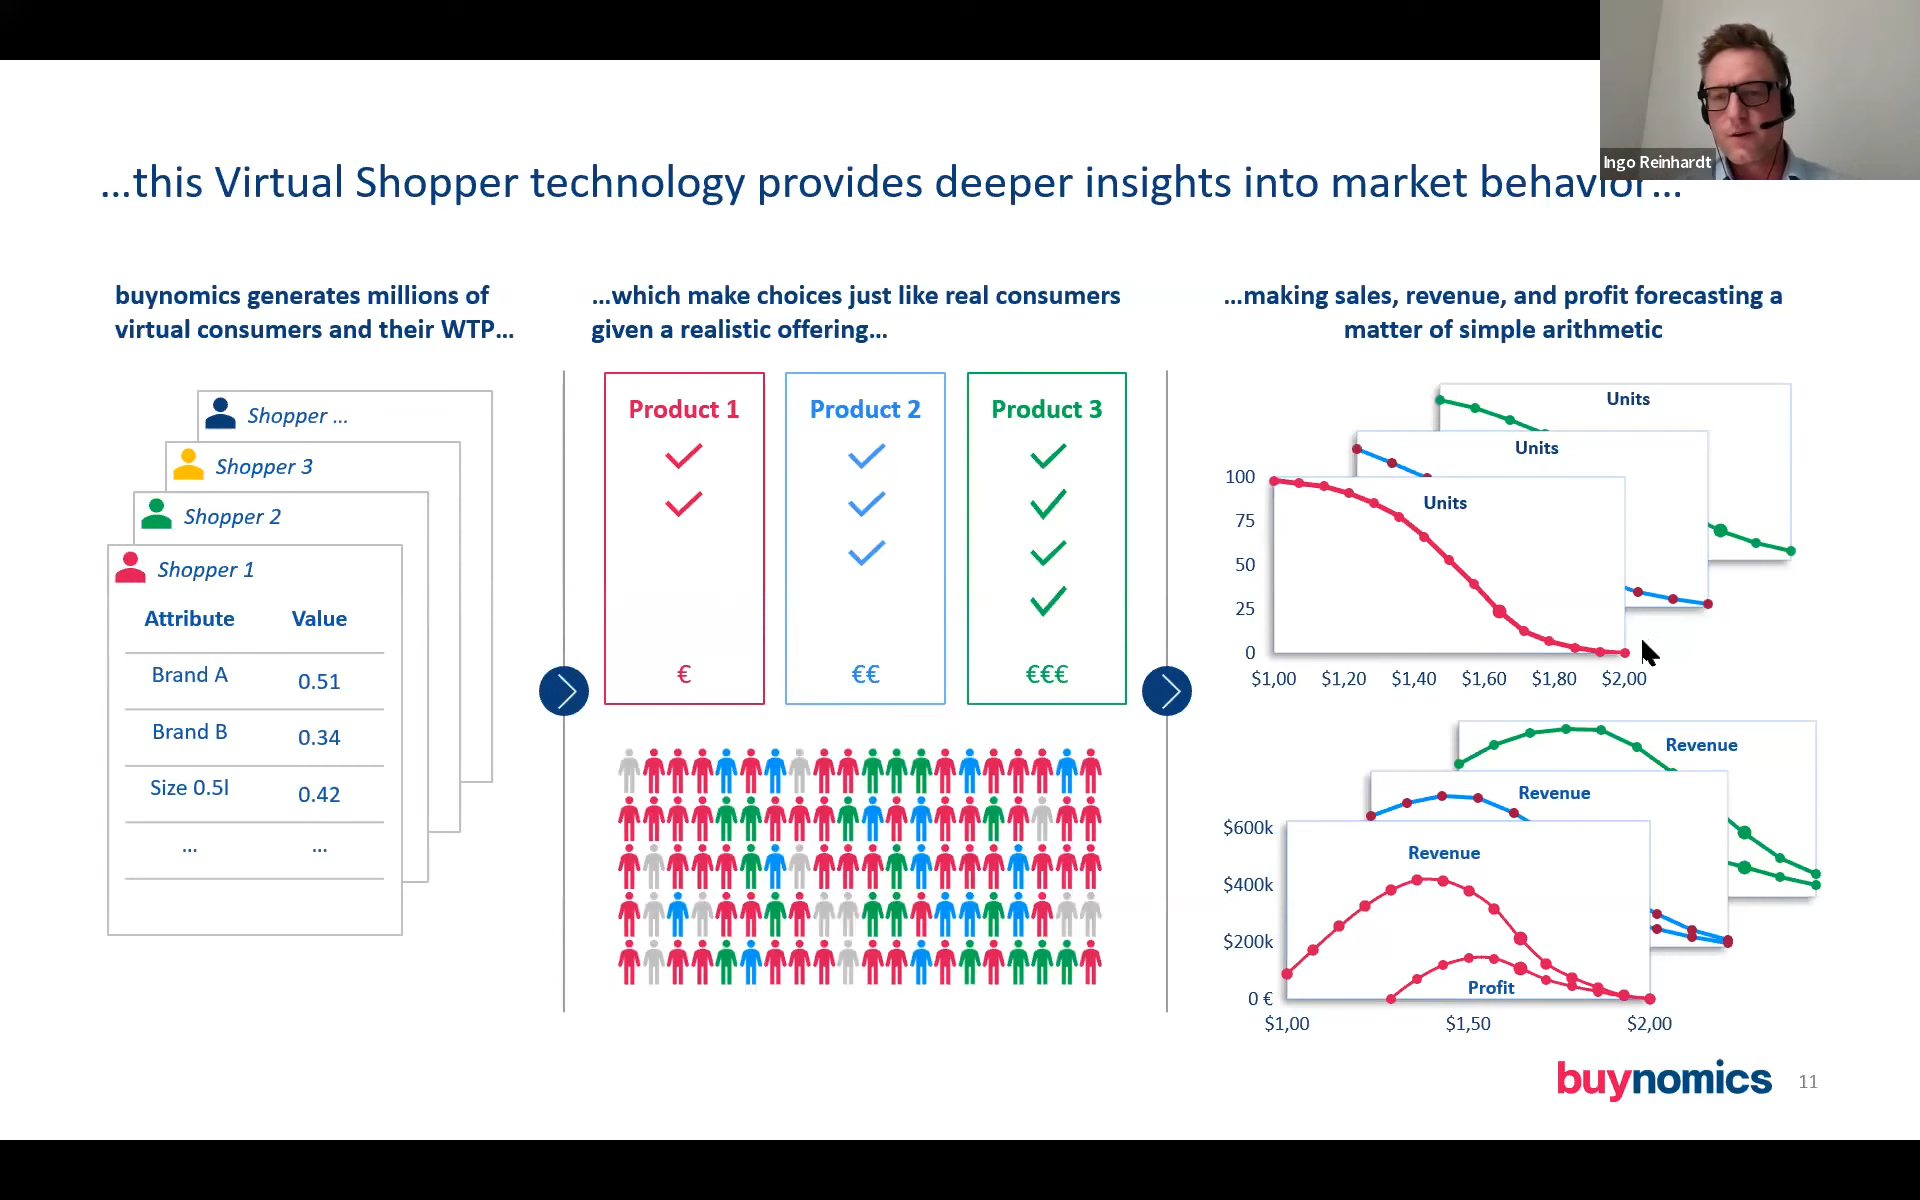 Ingo Reinhardt
...this Virtual Shopper technology provides deeper insights into market behavior...
buynomics generates millions of
virtual consumers and their WTP...
Shopper ...
Shopper 3
Shopper 2
Shopper 1
Attribute Value
Brand A 0.51
Brand B 0.34
Size 0.5l 0.42
... ...
...which make choices just like real consumers
given a realistic offering...
Product 1 Product 2 Product 3
€ €€ €€€
...making sales, revenue, and profit forecasting a
matter of simple arithmetic
Units
Units
Units
100
75
50
25
0
$1,00 $1,20 $1,40 $1,60 $1,80 $2,00
Revenue
Revenue
Revenue
$600k
$400k
$200k
0 €
Profit
$1,00 $1,50 $2,00
buynomics 11